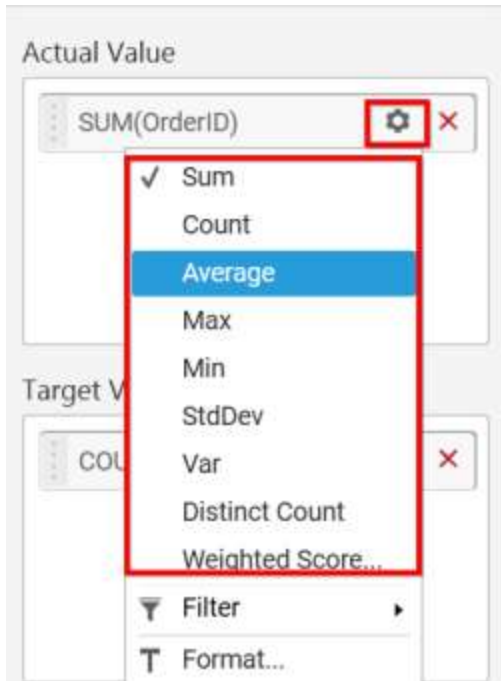 Actual Value
SUM(OrderID)
Sum
Count
Average
Max
Min
Target V
StdDev
COU
Var
Distinct Count
Weighted Score...
Filter
Format...